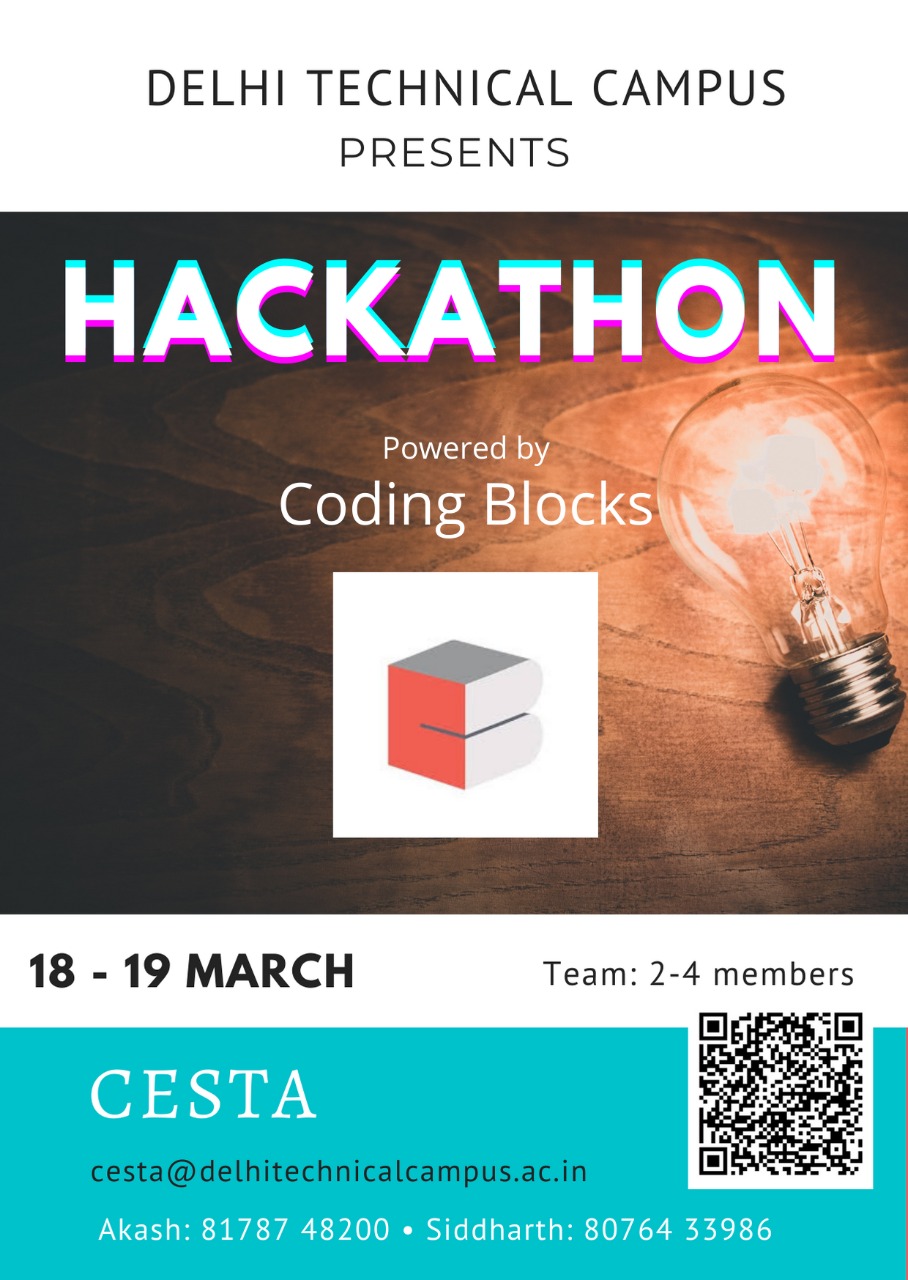 DELHI TECHNICAL CAMPUS
PRESENTS
HACKATHON
Powered by
Coding Blocks
18 - 19 MARCH
Team: 2-4 members
CESTA
cesta@delhitechnicalcampus.ac.in
Akash: 81787 48200 • Siddharth: 80764 33986